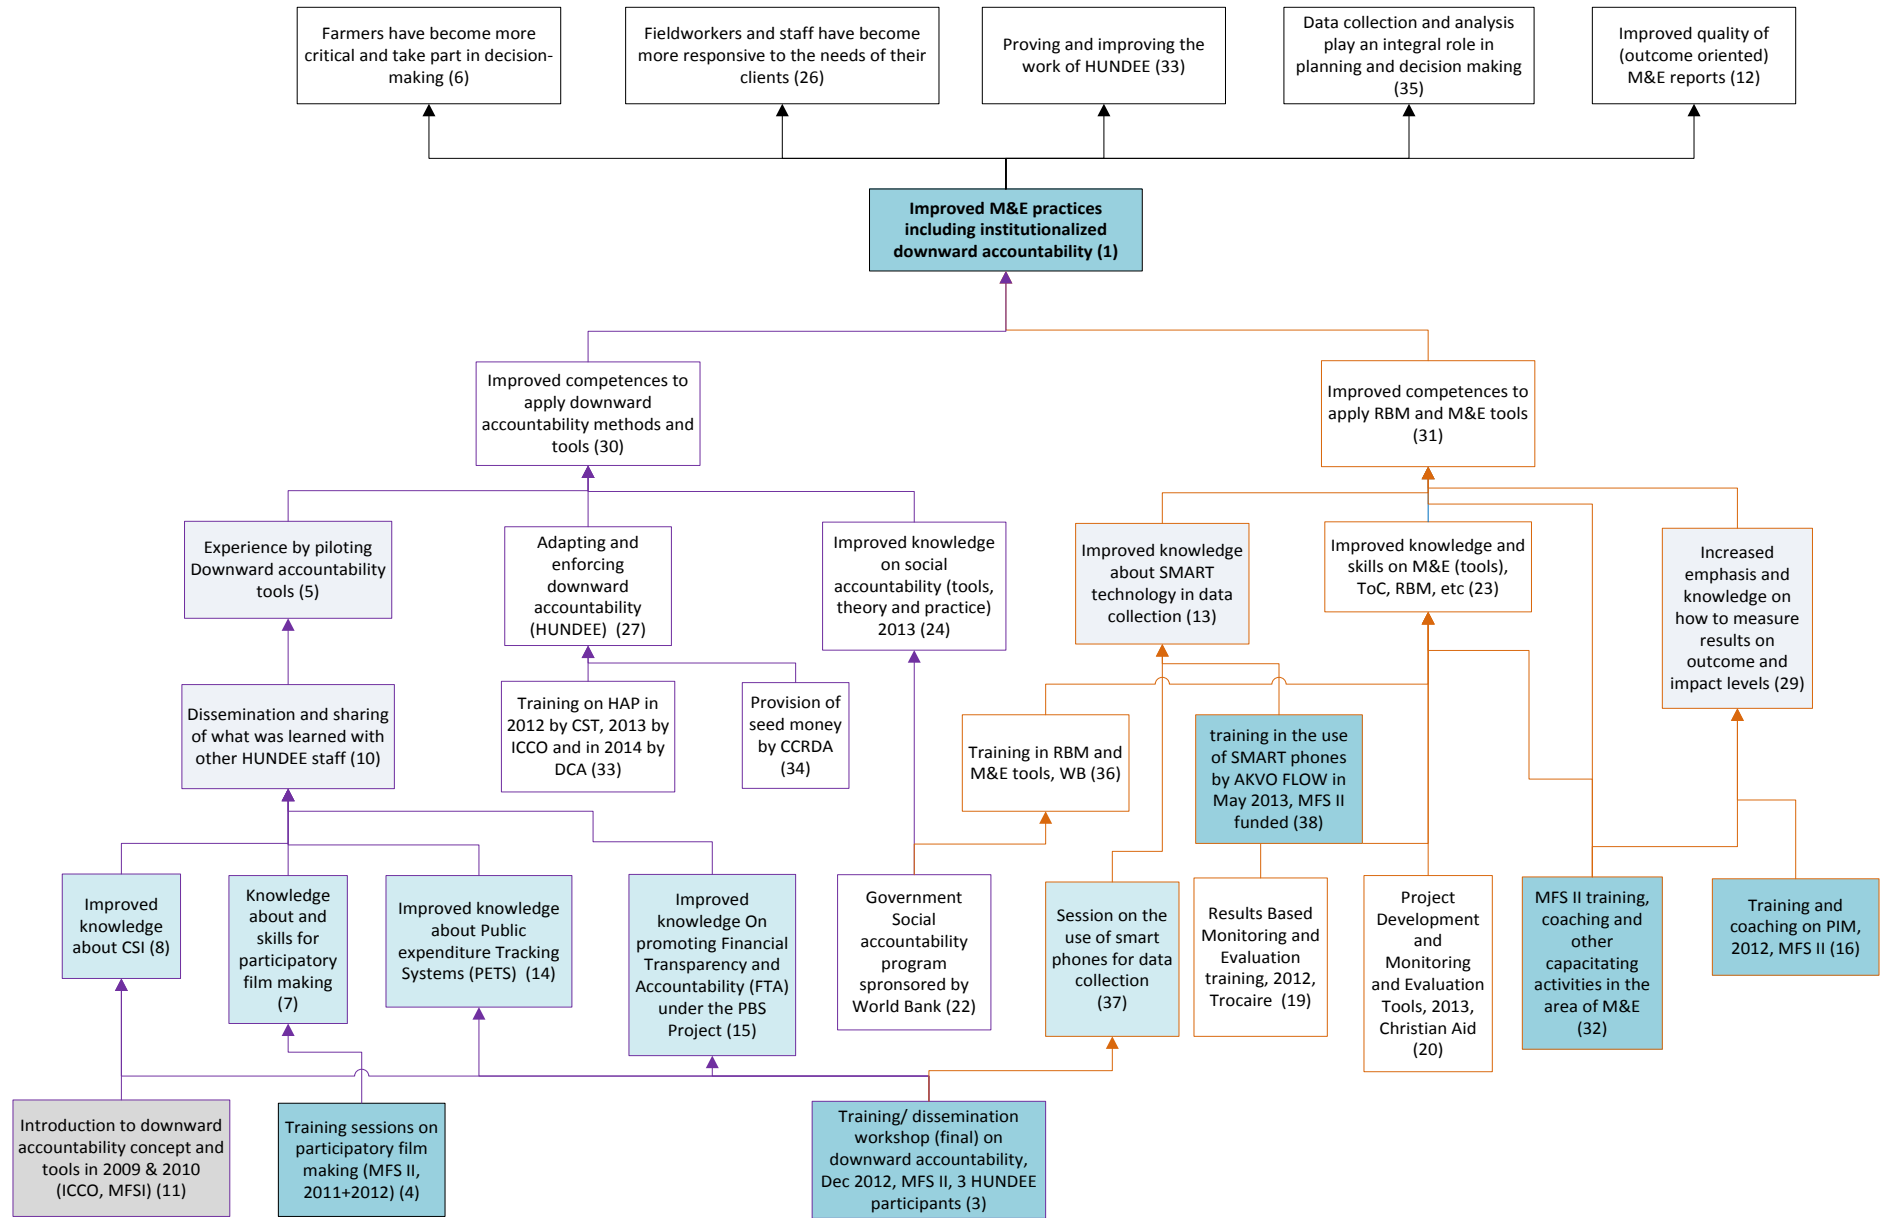 Farmers have become more
critical and take part in decision-
making (6)
Fieldworkers and staff have become
more responsive to the needs of their
clients (26)
Proving and improving the
work of HUNDEE (33)
Data collection and analysis
play an integral role in
planning and decision making
(35)
Improved quality of
(outcome oriented)
M&E reports (12)
Improved M&E practices
including institutionalized
downward accountability (1)
Improved competences to
apply downward
accountability methods and
tools (30)
Improved competences to
apply RBM and M&E tools
(31)
Experience by piloting
Downward accountability
tools (5)
Adapting and
enforcing
downward
accountability
(HUNDEE)  (27)
Improved knowledge
on social
accountability (tools,
theory and practice)
2013 (24)
Improved knowledge
about SMART
technology in data
collection (13)
Improved knowledge and
skills on M&E (tools),
ToC, RBM, etc (23)
Increased
emphasis and
knowledge on
how to measure
results on
outcome and
impact levels (29)
Dissemination and sharing
of what was learned with
other HUNDEE staff (10)
Training on HAP in
2012 by CST, 2013 by
ICCO and in 2014 by
DCA (33)
Provision of
seed money
by CCRDA
(34)
Training in RBM and
M&E tools, WB (36)
training in the use
of SMART phones
by AKVO FLOW in
May 2013, MFS II
funded (38)
Improved
knowledge
about CSI (8)
Knowledge
about and
skills for
participatory
film making
(7)
Improved knowledge
about Public
expenditure Tracking
Systems (PETS)  (14)
Improved
knowledge On
promoting Financial
Transparency and
Accountability (FTA)
under the PBS
Project (15)
Government
Social
accountability
program
spronsored by
World Bank (22)
Session on the
use of smart
phones for data
collection
(37)
Results Based
Monitoring and
Evaluation
training, 2012,
Trocaire  (19)
Project
Development
and
Monitoring
and Evaluation
Tools, 2013,
Christian Aid
(20)
MFS II training,
coaching and
other
capacitating
activities in the
area of M&E
(32)
Training and
coaching on PIM,
2012, MFS II (16)
Introduction to downward
accountability concept and
tools in 2009 & 2010
(ICCO, MFSI) (11)
Training sessions on
participatory film
making (MFS II,
2011+2012) (4)
Training/ dissemination
workshop (final) on
downward accountability,
Dec 2012, MFS II, 3 HUNDEE
participants (3)